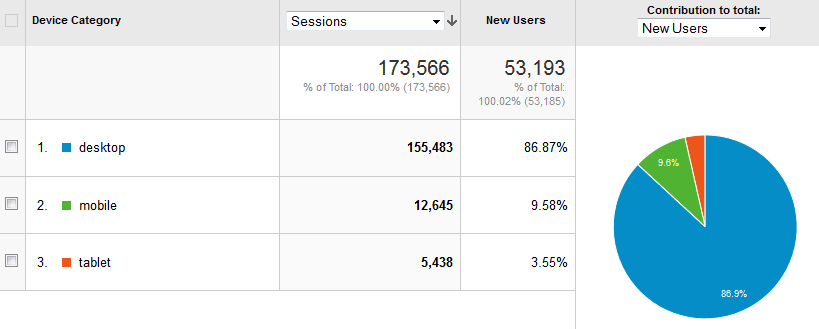 Device Category
Sessions
New Users
Contribution to total:
New Users
173,566
% of Total: 100.00% (173,566)
53,193
% of Total:
100.02% (53,185)
1. desktop 155,483 86.87%
2. mobile 12,645 9.58%
3. tablet 5,438 3.55%
9.6%
86.9%